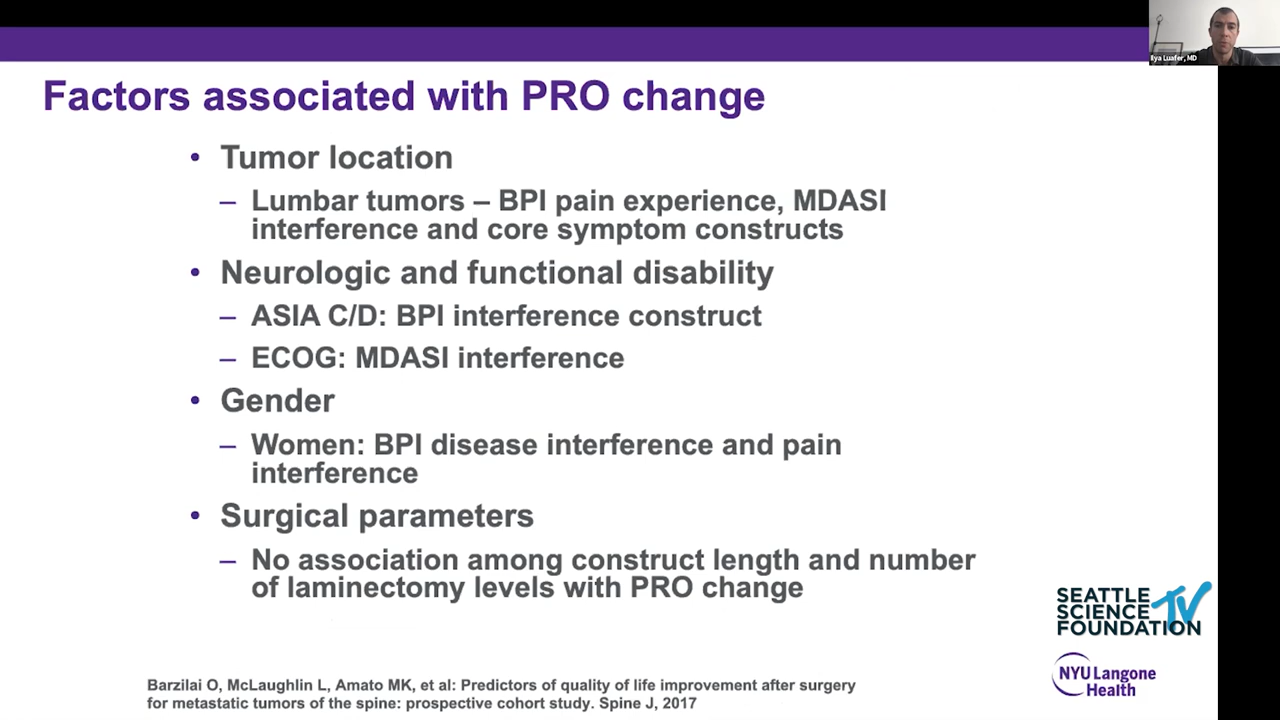 Ilya Luafer, MD
Factors associated with PRO change
• Tumor location
– Lumbar tumors – BPI pain experience, MDASI
interference and core symptom constructs
• Neurologic and functional disability
– ASIA C/D: BPI interference construct
– ECOG: MDASI interference
• Gender
– Women: BPI disease interference and pain
interference
• Surgical parameters
– No association among construct length and number
of laminectomy levels with PRO change
SEATTLE
SCIENCE
FOUNDATION
TV
NYU Langone
Health
Barzilai O, McLaughlin L, Amato MK, et al: Predictors of quality of life improvement after surgery
for metastatic tumors of the spine: prospective cohort study. Spine J, 2017